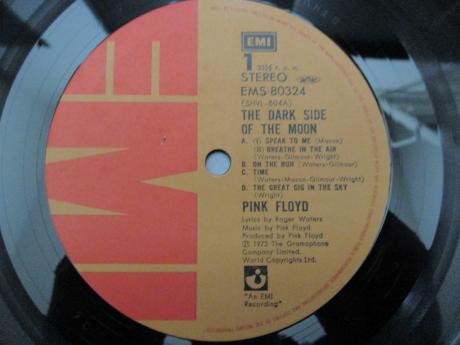 EMI
EMI
1
33⅓ r. p. m.
STEREO
EMS-80324
(SHVL-804A)
THE DARK SIDE
OF THE MOON
A. (I) SPEAK TO ME (Mason)
(II) BREATHE IN THE AIR
(Waters-Gilmour-Wright)
B. ON THE RUN (Waters-Gilmour)
C. TIME
(Waters-Mason-Gilmour-Wright)
D. THE GREAT GIG IN THE SKY
(Wright)
PINK FLOYD
Lyrics by Roger Waters
Music by Pink Floyd
Produced by Pink Floyd
Ⓟ 1973 The Gramophone
Company Limited.
World Copyrights Ltd.
"An EMI
Recording"